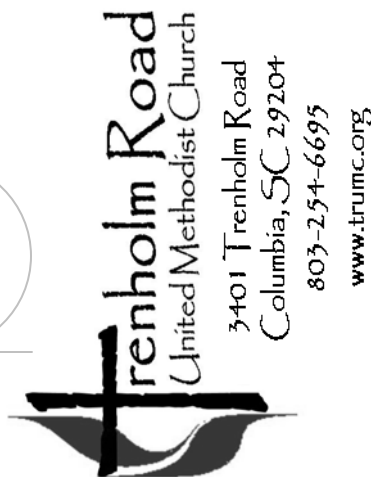 Trenholm Road
United Methodist Church
3401 Trenholm Road
Columbia, SC 29204
803-254-6695
www.trumc.org